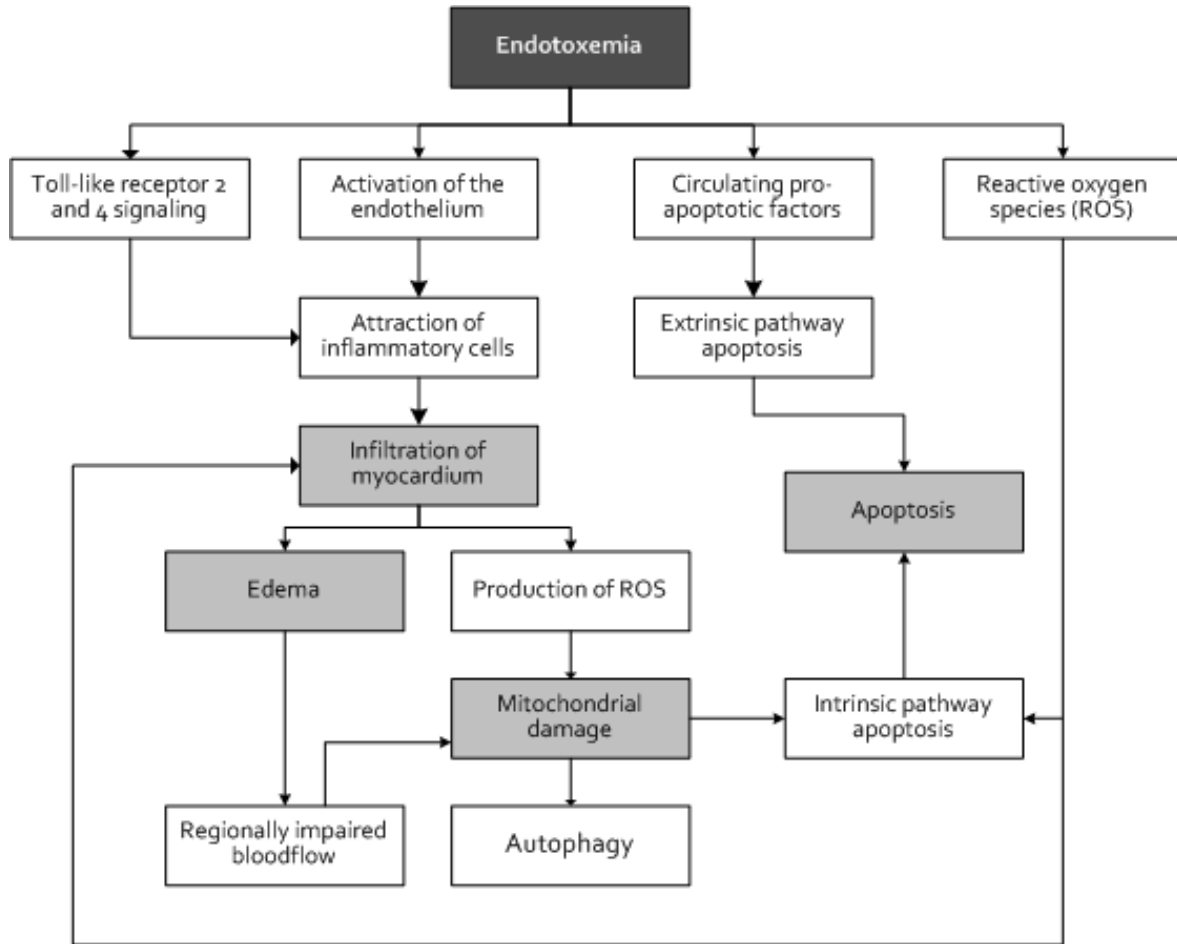 Endotoxemia
Toll-like receptor 2
and 4 signaling
Activation of the
endothelium
Circulating pro-
apoptotic factors
Reactive oxygen
species (ROS)
Attraction of
inflammatory cells
Extrinsic pathway
apoptosis
Infiltration of
myocardium
Apoptosis
Edema
Production of ROS
Mitochondrial
damage
Intrinsic pathway
apoptosis
Regionally impaired
bloodflow
Autophagy